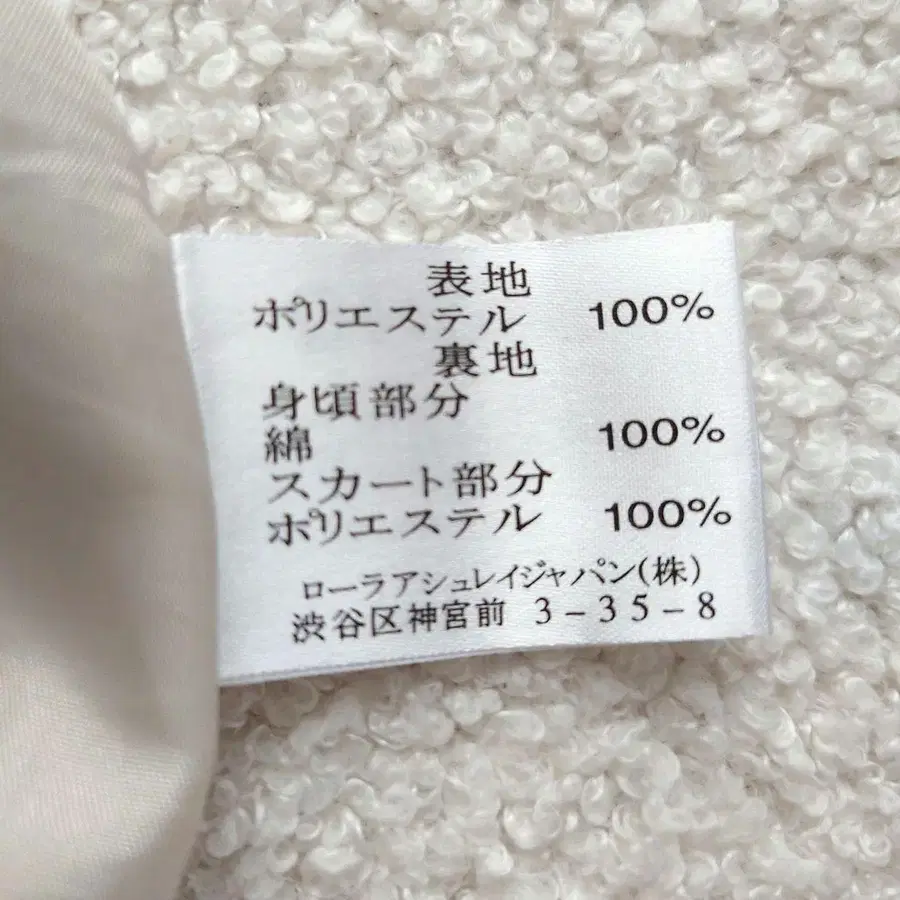 表地
ポリエステル 100%
裏地
身頃部分
綿 100%
スカート部分
ポリエステル 100%
ローラアシュレイジャパン(株)
渋谷区神宮前 3-35-8